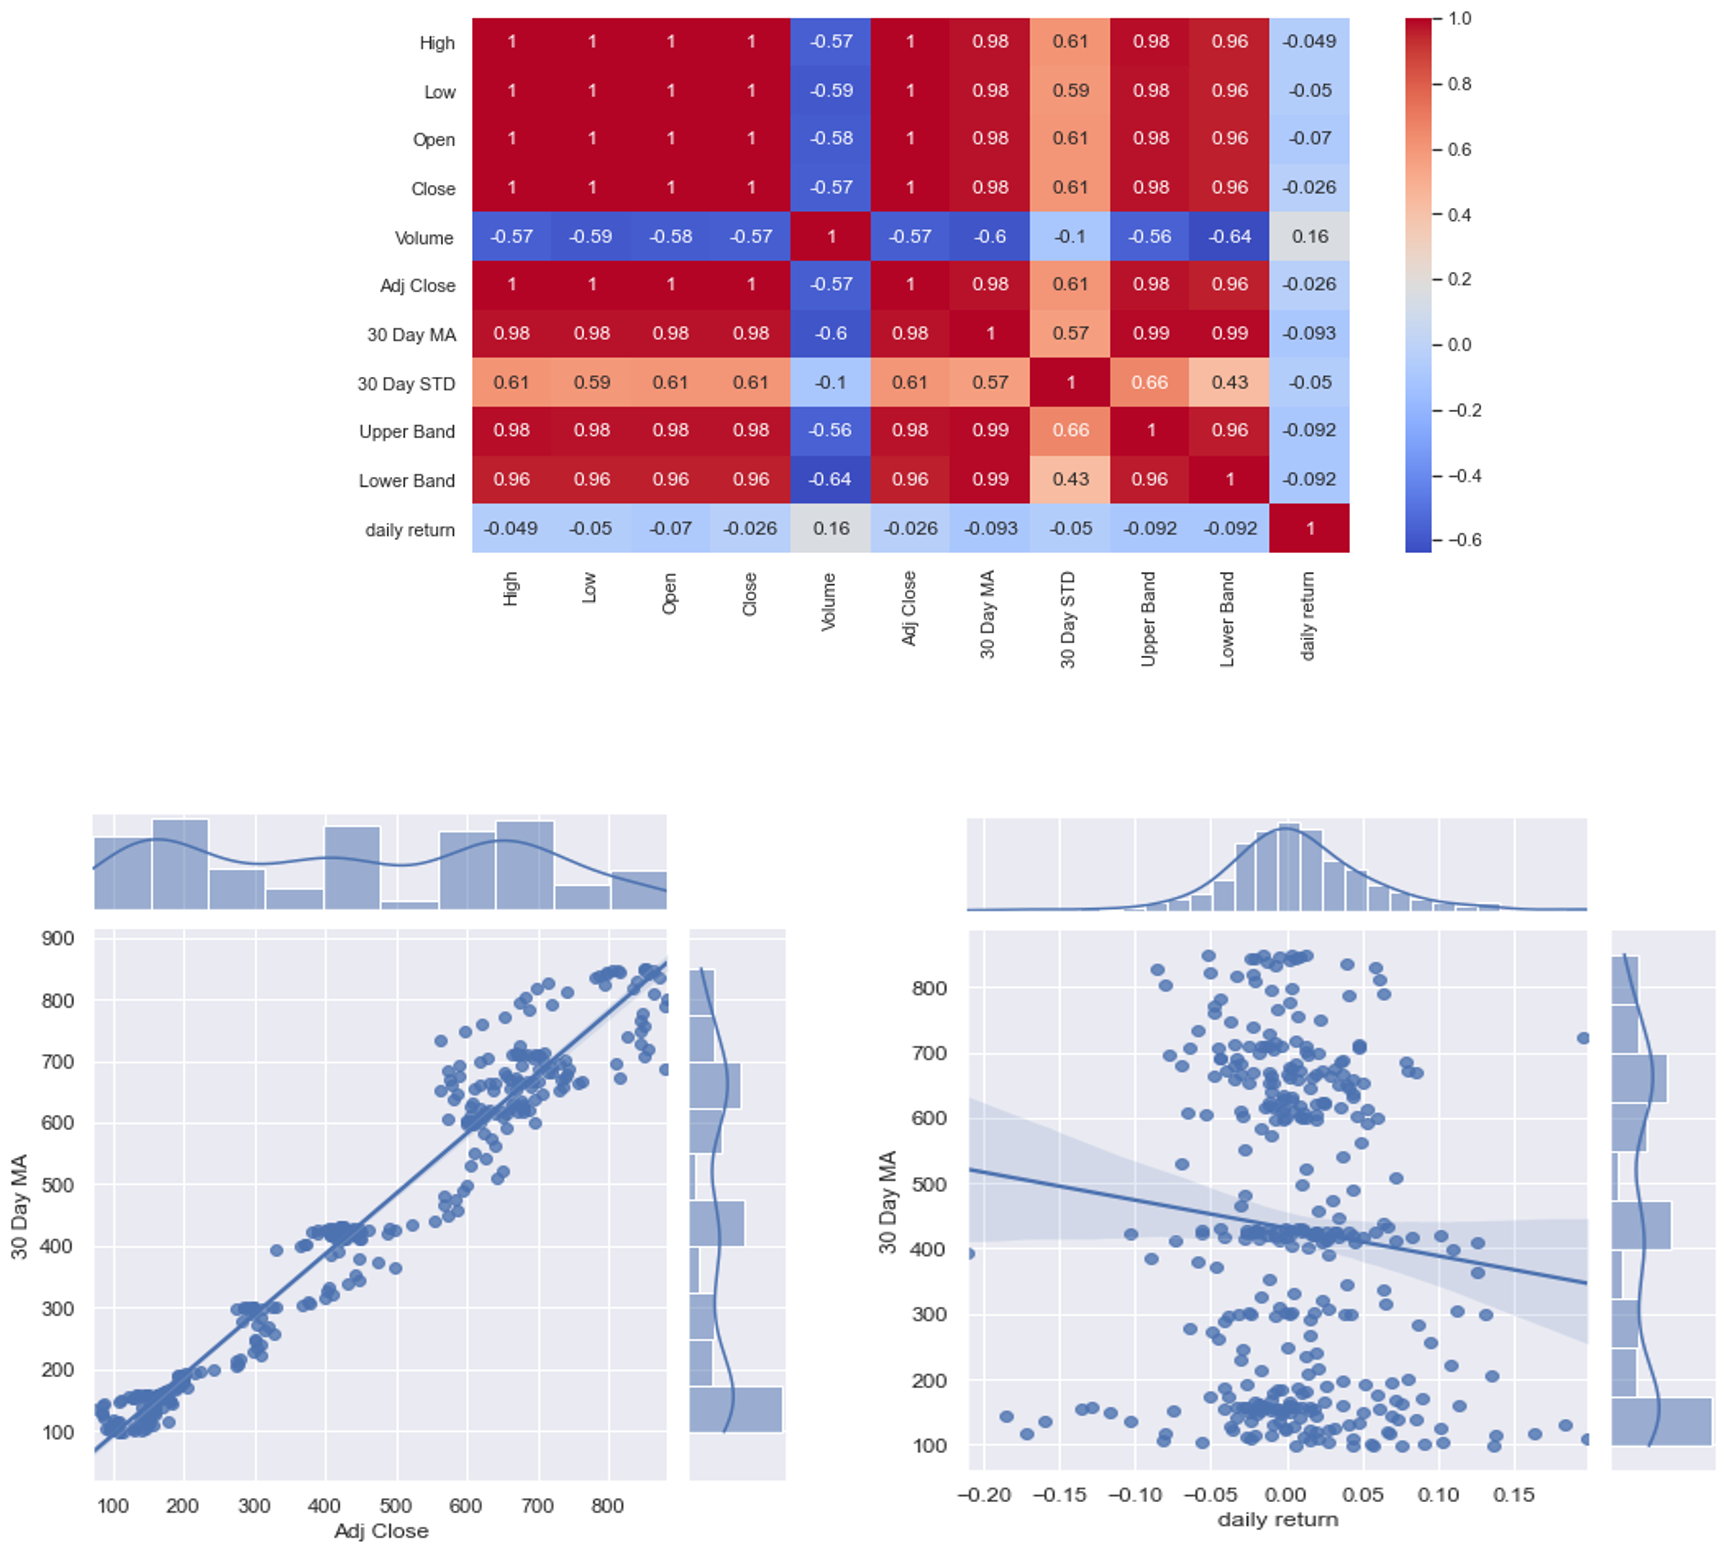 High 1 1 1 1 -0.57 1 0.98 0.61 0.98 0.96 -0.049
Low 1 1 1 1 -0.59 1 0.98 0.59 0.98 0.96 -0.05
Open 1 1 1 1 -0.58 1 0.98 0.61 0.98 0.96 -0.07
Close 1 1 1 1 -0.57 1 0.98 0.61 0.98 0.96 -0.026
Volume -0.57 -0.59 -0.58 -0.57 1 -0.57 -0.6 -0.1 -0.56 -0.64 0.16
Adj Close 1 1 1 1 -0.57 1 0.98 0.61 0.98 0.96 -0.026
30 Day MA 0.98 0.98 0.98 0.98 -0.6 0.98 1 0.57 0.99 0.99 -0.093
30 Day STD 0.61 0.59 0.61 0.61 -0.1 0.61 0.57 1 0.66 0.43 -0.05
Upper Band 0.98 0.98 0.98 0.98 -0.56 0.98 0.99 0.66 1 0.96 -0.092
Lower Band 0.96 0.96 0.96 0.96 -0.64 0.96 0.99 0.43 0.96 1 -0.092
daily return -0.049 -0.05 -0.07 -0.026 0.16 -0.026 -0.093 -0.05 -0.092 -0.092 1
High Low Open Close Volume Adj Close 30 Day MA 30 Day STD Upper Band Lower Band daily return
1.0
0.8
0.6
0.4
0.2
0.0
−0.2
−0.4
−0.6
30 Day MA
900
800
700
600
500
400
300
200
100
100 200 300 400 500 600 700 800
Adj Close
30 Day MA
800
700
600
500
400
300
200
100
−0.20 −0.15 −0.10 −0.05 0.00 0.05 0.10 0.15
daily return